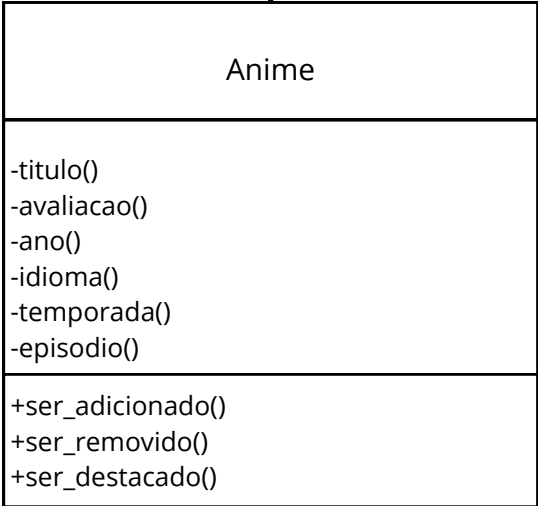 Anime
-titulo()
-avaliacao()
-ano()
-idioma()
-temporada()
-episodio()
+ser_adicionado()
+ser_removido()
+ser_destacado()